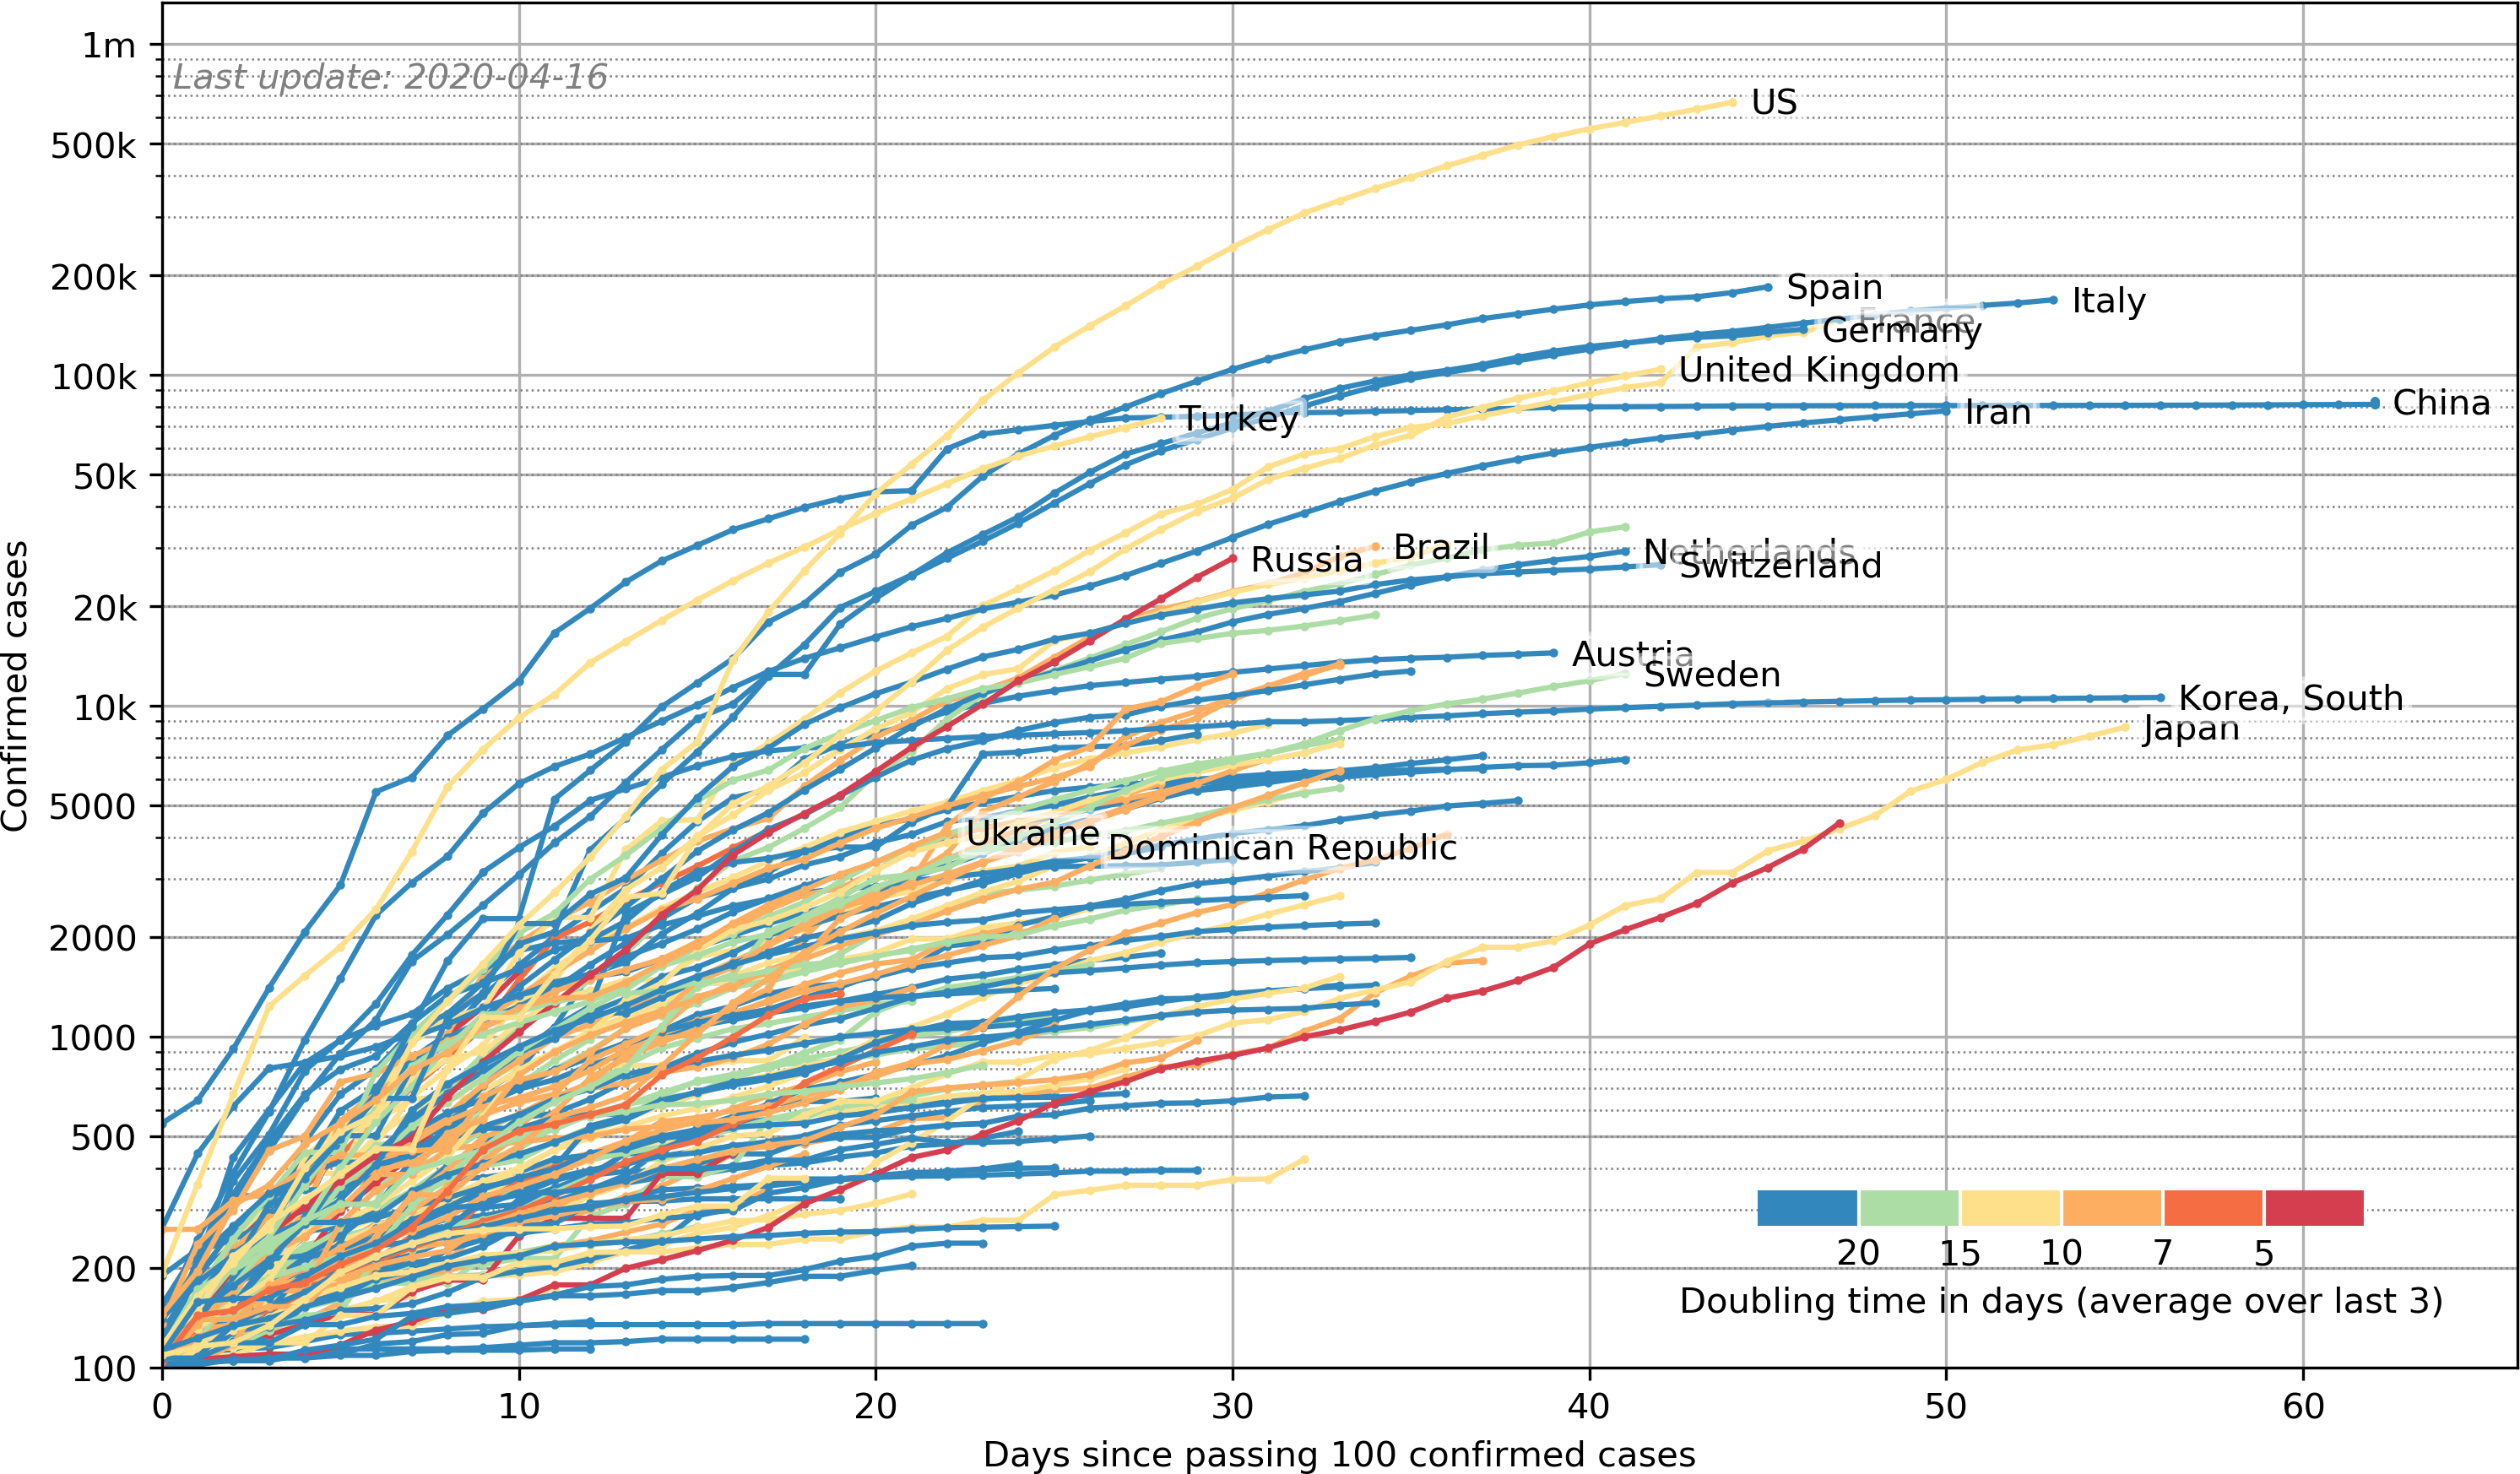 1m
Last update: 2020-04-16
US
500k
200k
Spain
Italy
France
Germany
100k
United Kingdom
Turkey
China
Iran
50k
Brazil
Russia
Netherlands
Switzerland
20k
Austria
Sweden
10k
Korea, South
Japan
5000
Ukraine
Dominican Republic
2000
1000
500
200
100
20 15 10 7 5
Doubling time in days (average over last 3)
0 10 20 30 40 50 60
Days since passing 100 confirmed cases
Confirmed cases